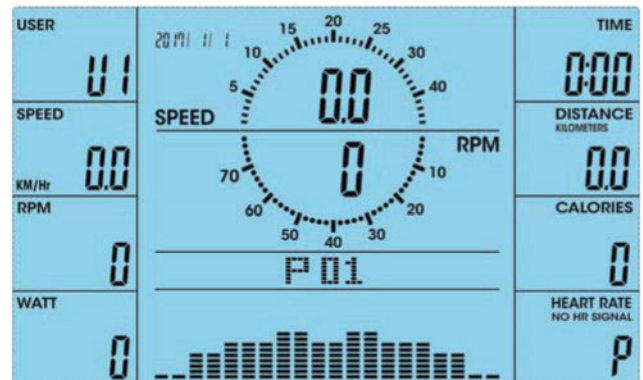 USER
U1
SPEED
KM/Hr 0.0
RPM
0
WATT
0
2017/ 1/ 1
5 10 15 20 25 30 40
SPEED 0.0
0 RPM
70 60 50 40 30 20 10
P01
TIME
0:00
DISTANCE
KILOMETERS
0.0
CALORIES
0
HEART RATE
NO HR SIGNAL
P